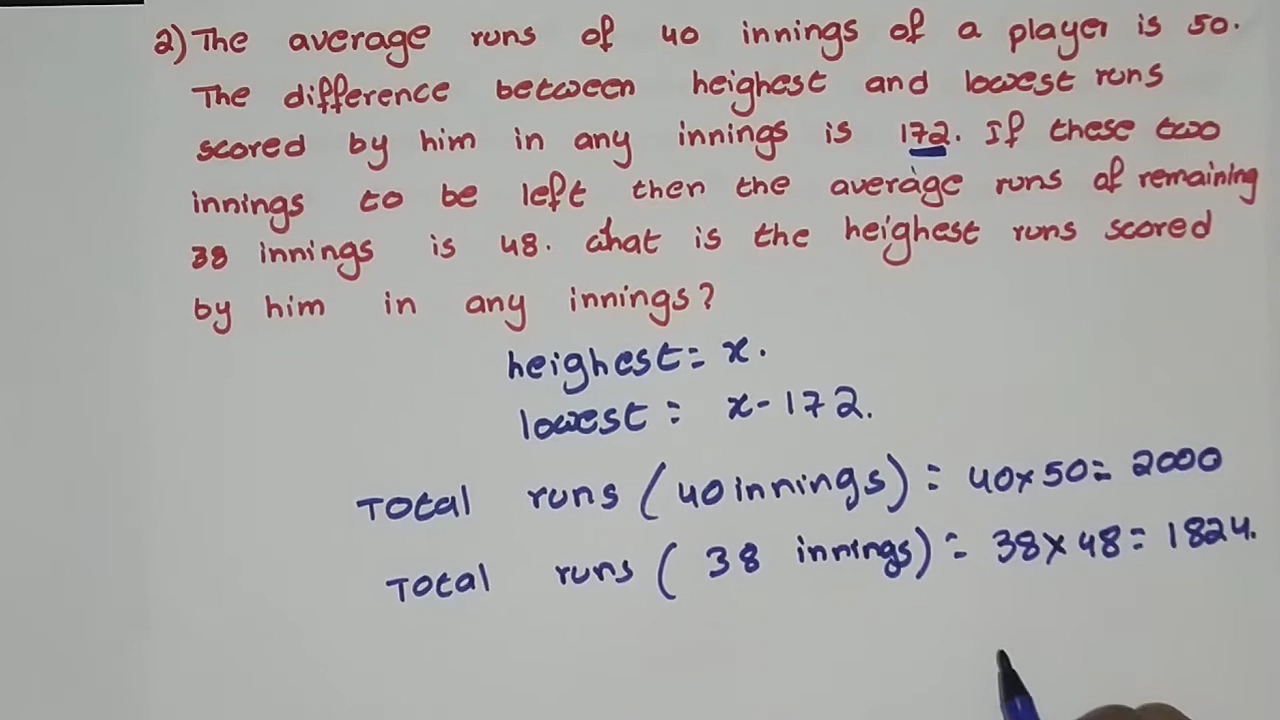 2) The average runs of 40 innings of a player is 50.
The difference between heighest and lowest runs
scored by him in any innings is 172. If these two
innings to be left then the average runs of remaining
38 innings is 48. What is the heighest runs scored
by him in any innings?
heighest = x.
lowest = x - 172.
Total runs (40 innings) = 40 x 50 = 2000
Total runs (38 innings) = 38 x 48 = 1824.